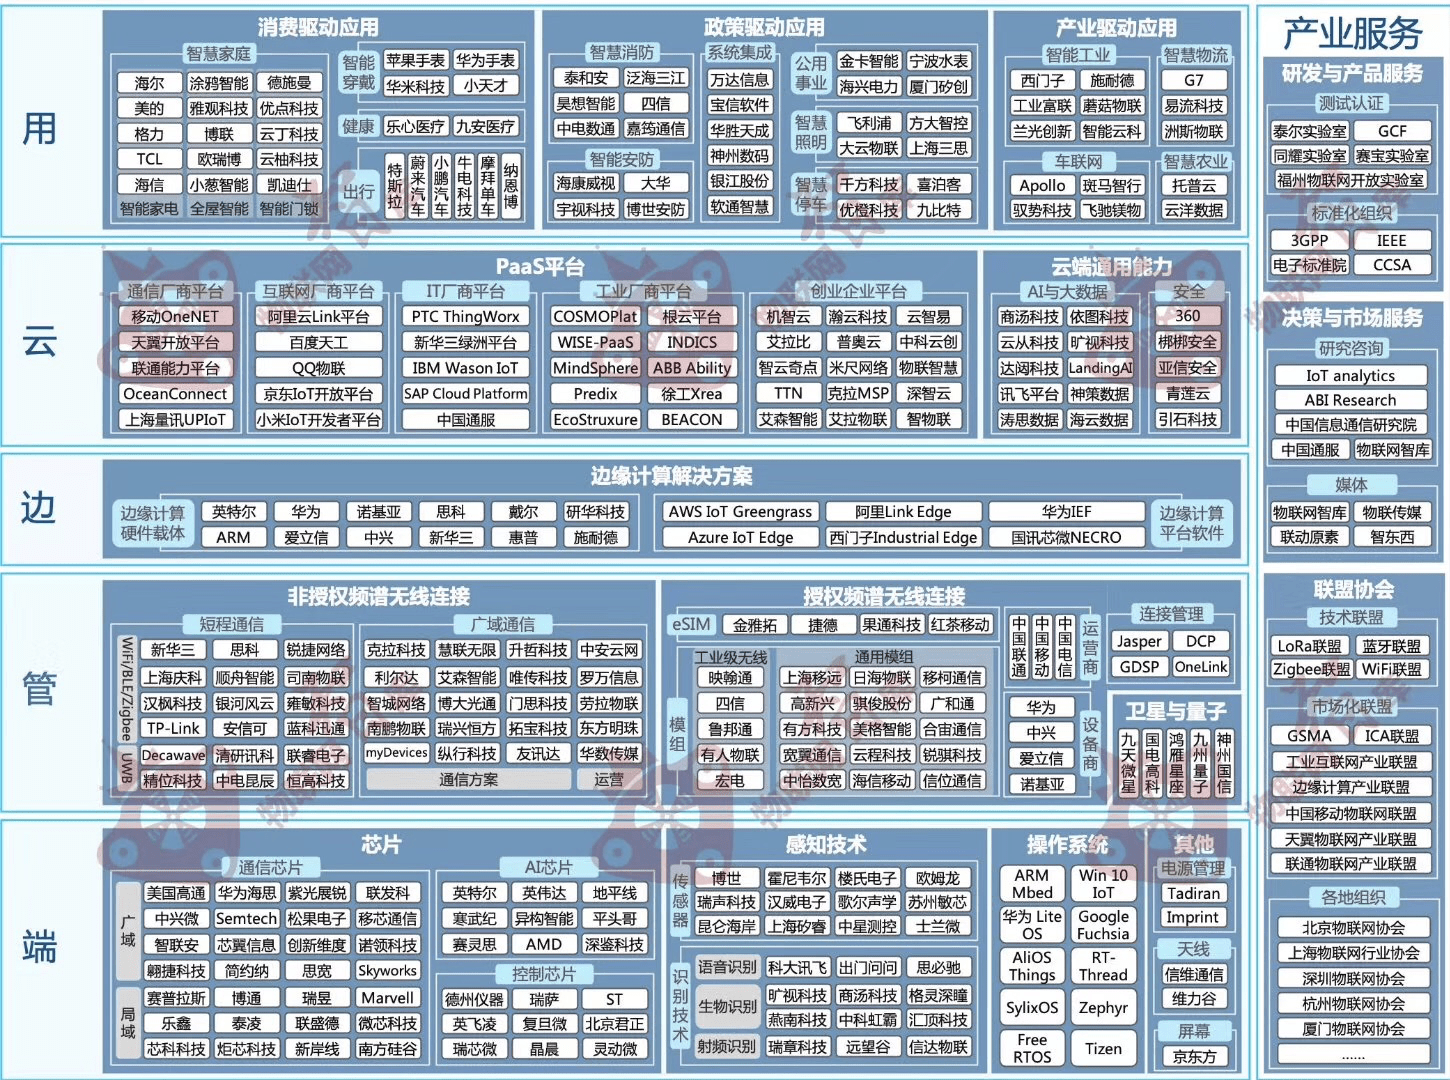 用
消费驱动应用
智慧家庭
海尔 涂鸦智能 德施曼
美的 雅观科技 优点科技
格力 博联 云丁科技
TCL 欧瑞博 云柚科技
海信 小葱智能 凯迪仕
智能家电 全屋智能 智能门锁
智能穿戴
苹果手表 华为手表
华米科技 小天才
健康
乐心医疗 九安医疗
出行
特斯拉 蔚来汽车 小鹏汽车 牛电科技 摩拜单车 纳恩博
政策驱动应用
智慧消防
泰和安 泛海三江
昊想智能 四信
中电数通 嘉筠通信
智能安防
海康威视 大华
宇视科技 博世安防
系统集成
万达信息
宝信软件
华胜天成
神州数码
银江股份
软通智慧
公用事业
金卡智能 宁波水表
海兴电力 厦门矽创
智慧照明
飞利浦 方大智控
大云物联 上海三思
智慧停车
千方科技 喜泊客
优橙科技 九比特
产业驱动应用
智能工业
西门子 施耐德
工业富联 蘑菇物联
兰光创新 智能云科
智慧物流
G7
易流科技
洲斯物联
车联网
Apollo 斑马智行
驭势科技 飞驰镁物
智慧农业
托普云
云洋数据
云
PaaS平台
通信厂商平台
移动OneNET
天翼开放平台
联通能力平台
OceanConnect
上海量讯UPIoT
互联网厂商平台
阿里云Link平台
百度天工
QQ物联
京东IoT开放平台
小米IoT开发者平台
IT厂商平台
PTC ThingWorx
新华三绿洲平台
IBM Wason IoT
SAP Cloud Platform
中国通服
工业厂商平台
COSMOPlat 根云平台
WISE-PaaS INDICS
MindSphere ABB Ability
Predix 徐工Xrea
EcoStruxure BEACON
创业企业平台
机智云 瀚云科技 云智易
艾拉比 普奥云 中科云创
智云奇点 米尺网络 物联智慧
TTN 克拉MSP 深智云
艾森智能 艾拉物联 智物联
云端通用能力
AI与大数据
商汤科技 依图科技
云从科技 旷视科技
达阀科技 LandingAI
讯飞平台 神策数据
涛思数据 海云数据
安全
360
梆梆安全
亚信安全
青莲云
引石科技
边
边缘计算解决方案
边缘计算硬件载体
英特尔 华为 诺基亚 思科 戴尔 研华科技
ARM 爱立信 中兴 新华三 惠普 施耐德
AWS IoT Greengrass 阿里Link Edge 华为IEF
Azure IoT Edge 西门子Industrial Edge 国讯芯微NECRO
边缘计算平台软件
管
非授权频谱无线连接
短程通信
WiFi/BLE/Zigbee
新华三 思科 锐捷网络
上海庆科 顺舟智能 司南物联
汉枫科技 银河风云 雍敏科技
TP-Link 安信可 蓝科迅通
UWB
Decawave 清研讯科 联睿电子
精位科技 中电昆辰 恒高科技
广域通信
克拉科技 慧联无限 升哲科技 中安云网
利尔达 艾森智能 唯传科技 罗万信息
智城网络 博大光通 门思科技 劳拉物联
南鹏物联 瑞兴恒方 拓宝科技 东方明珠
myDevices 纵行科技 友讯达 华数传媒
通信方案 运营
授权频谱无线连接
eSIM 金雅拓 捷德 果通科技 红茶移动
模组
工业级无线
映翰通
四信
鲁邦通
有人物联
宏电
通用模组
上海移远 日海物联 移柯通信
高新兴 骐俊股份 广和通
有方科技 美格智能 合宙通信
宽翼通信 云程科技 锐骐科技
中怡数宽 海信移动 信位通信
中国联通 中国移动 中国电信
运营商
华为
中兴
爱立信
诺基亚
设备商
连接管理
Jasper DCP
GDSP OneLink
卫星与量子
九天微星 国电高科 鸿雁星座 九州量子 神州国信
端
芯片
通信芯片
广域
美国高通 华为海思 紫光展锐 联发科
中兴微 Semtech 松果电子 移芯通信
智联安 芯翼信息 创新维度 诺领科技
翱捷科技 简约纳 思宽 Skyworks
局域
赛普拉斯 博通 瑞昱 Marvell
乐鑫 泰凌 联盛德 微芯科技
芯科科技 炬芯科技 新岸线 南方硅谷
AI芯片
英特尔 英伟达 地平线
寒武纪 异构智能 平头哥
赛灵思 AMD 深鉴科技
控制芯片
德州仪器 瑞萨 ST
英飞凌 复旦微 北京君正
瑞芯微 晶晨 灵动微
感知技术
传感器
博世 霍尼韦尔 楼氏电子 欧姆龙
瑞声科技 汉威电子 歌尔声学 苏州敏芯
昆仑海岸 上海矽睿 中星测控 士兰微
识别技术
语音识别 科大讯飞 出门问问 思必驰
生物识别
旷视科技 商汤科技 格灵深瞳
燕南科技 中科虹霸 汇顶科技
射频识别 瑞章科技 远望谷 信达物联
操作系统
ARM Mbed Win 10 IoT
华为 Lite OS Google Fuchsia
AliOS Things RT-Thread
SylixOS Zephyr
Free RTOS Tizen
其他
电源管理
Tadiran
Imprint
天线
信维通信
维力谷
屏幕
京东方
产业服务
研发与产品服务
测试认证
泰尔实验室 GCF
同耀实验室 赛宝实验室
福州物联网开放实验室
标准化组织
3GPP IEEE
电子标准院 CCSA
决策与市场服务
研究咨询
IoT analytics
ABI Research
中国信息通信研究院
中国通服 物联网智库
媒体
物联网智库 物联传媒
联动原素 智东西
联盟协会
技术联盟
LoRa联盟 蓝牙联盟
Zigbee联盟 WiFi联盟
市场化联盟
GSMA ICA联盟
工业互联网产业联盟
边缘计算产业联盟
中国移动物联网联盟
天翼物联网产业联盟
联通物联网产业联盟
各地组织
北京物联网协会
上海物联网行业协会
深圳物联网协会
杭州物联网协会
厦门物联网协会
......